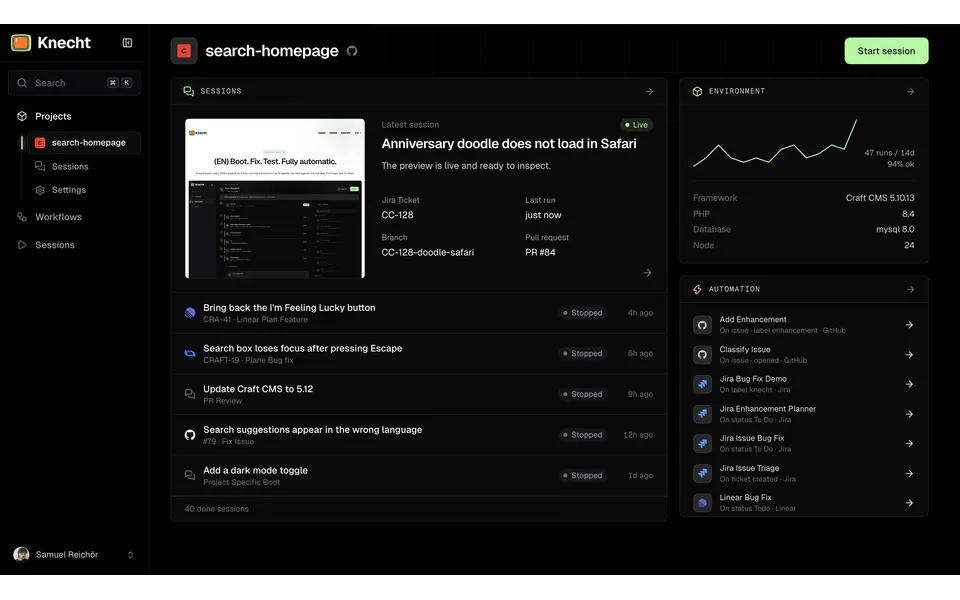 Knecht
Search ⌘ K
Projects
search-homepage
Sessions
Settings
Workflows
Sessions
Samuel Reichör
search-homepage
Start session
SESSIONS
Knecht
(EN) Boot. Fix. Test. Fully automatic.
Latest session
Live
Anniversary doodle does not load in Safari
The preview is live and ready to inspect.
Jira Ticket
Last run
CC-128
just now
Branch
Pull request
CC-128-doodle-safari
PR #84
Bring back the I'm Feeling Lucky button
CRA-41 · Linear Plan Feature
Stopped
4h ago
Search box loses focus after pressing Escape
CRAFT-19 · Plane Bug fix
Stopped
6h ago
Update Craft CMS to 5.12
PR Review
Stopped
9h ago
Search suggestions appear in the wrong language
#79 · Fix Issue
Stopped
12h ago
Add a dark mode toggle
Project Specific Boot
Stopped
1d ago
40 done sessions
ENVIRONMENT
47 runs / 14d
94% ok
Framework Craft CMS 5.10.13
PHP 8.4
Database mysql 8.0
Node 24
AUTOMATION
Add Enhancement
On issue · label enhancement · GitHub
Classify Issue
On issue · opened · GitHub
Jira Bug Fix Demo
On label knecht · Jira
Jira Enhancement Planner
On status To Do · Jira
Jira Issue Bug Fix
On status To Do · Jira
Jira Issue Triage
On ticket created · Jira
Linear Bug Fix
On status Todo · Linear